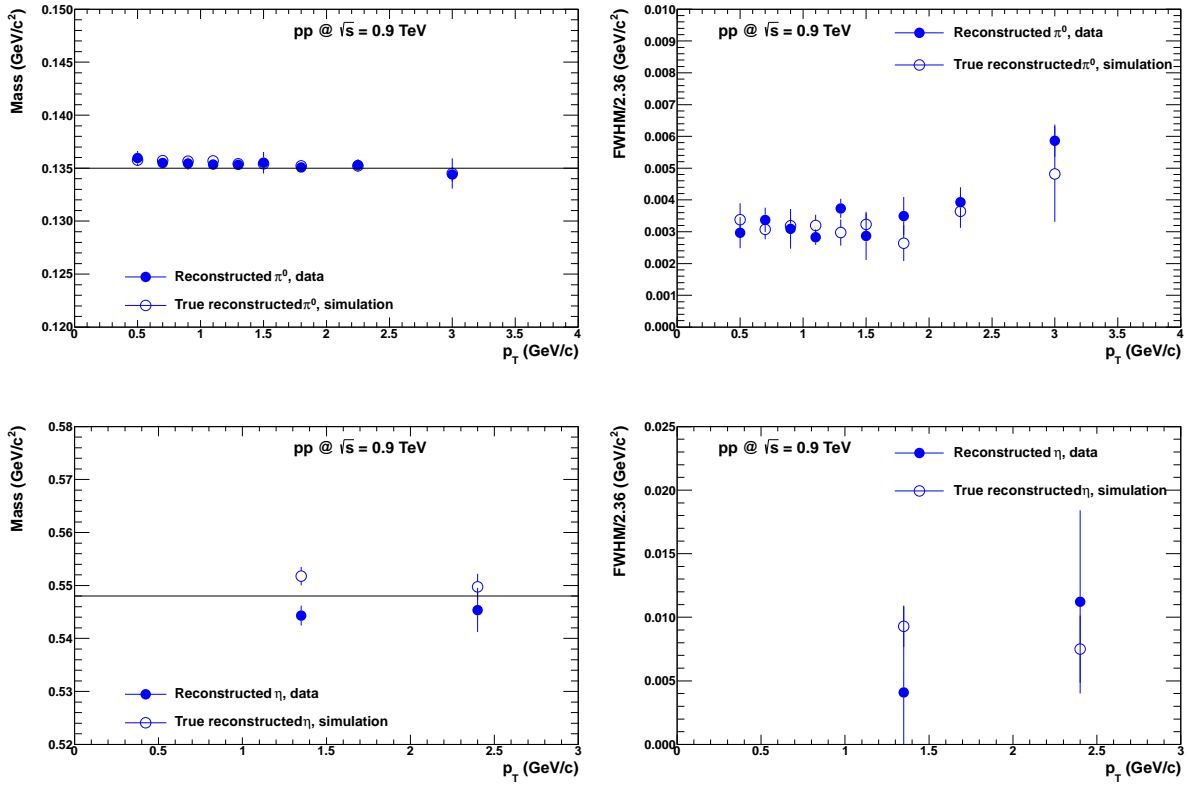 Mass (GeV/c²)
0.150
0.145
0.140
0.135
0.130
0.125
0.120
pp @ √s = 0.9 TeV
Reconstructed π⁰, data
True reconstructed π⁰, simulation
0 0.5 1 1.5 2 2.5 3 3.5 4
p_T (GeV/c)
FWHM/2.36 (GeV/c²)
0.010
0.009
0.008
0.007
0.006
0.005
0.004
0.003
0.002
0.001
0.000
pp @ √s = 0.9 TeV
Reconstructed π⁰, data
True reconstructed π⁰, simulation
0 0.5 1 1.5 2 2.5 3 3.5 4
p_T (GeV/c)
Mass (GeV/c²)
0.58
0.57
0.56
0.55
0.54
0.53
0.52
pp @ √s = 0.9 TeV
Reconstructed η, data
True reconstructed η, simulation
0 0.5 1 1.5 2 2.5 3
p_T (GeV/c)
FWHM/2.36 (GeV/c²)
0.025
0.020
0.015
0.010
0.005
0.000
pp @ √s = 0.9 TeV
Reconstructed η, data
True reconstructed η, simulation
0 0.5 1 1.5 2 2.5 3
p_T (GeV/c)